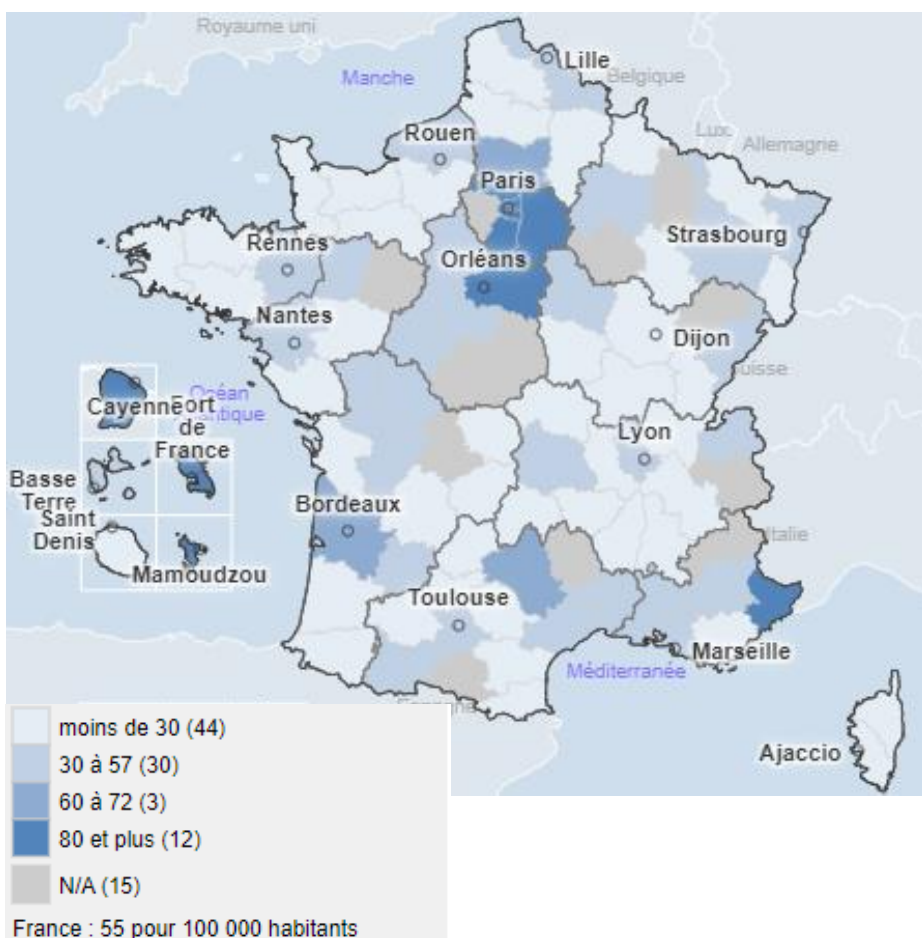 Royaume uni
Lille
Belgique
Manche
Rouen
Lux.
Allemagne
Paris
Rennes
Strasbourg
Orléans
Nantes
Dijon
Suisse
Océan
Cayenne
Fort
de
France
Lyon
Basse
Terre
Bordeaux
Saint
Denis
Italie
Mamoudzou
Toulouse
Marseille
Méditerranée
Ajaccio
moins de 30 (44)
30 à 57 (30)
60 à 72 (3)
80 et plus (12)
N/A (15)
France : 55 pour 100 000 habitants